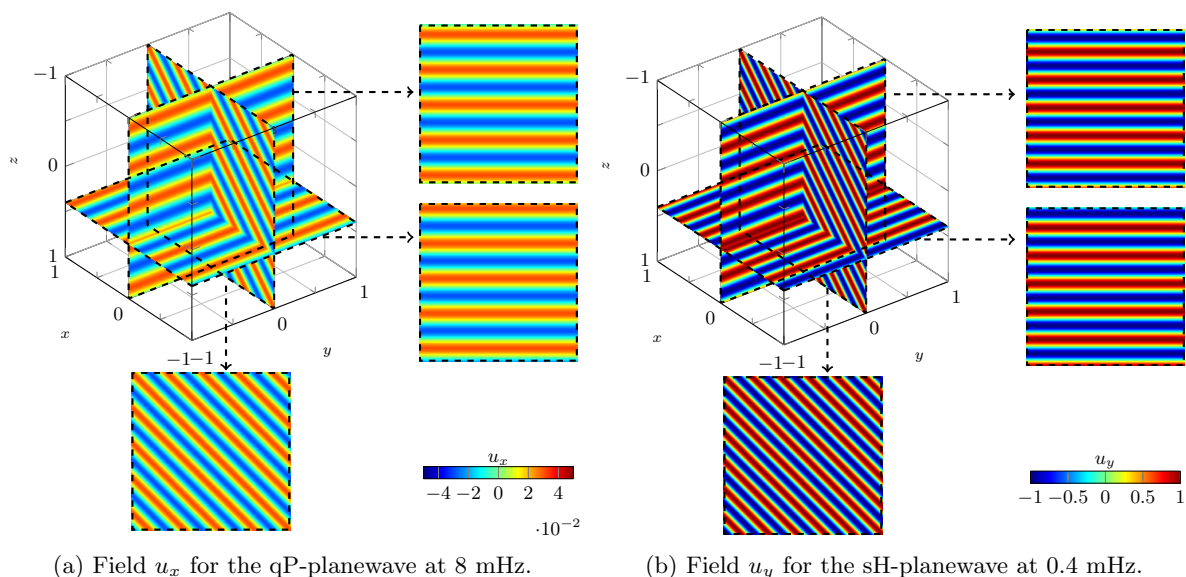 −1
0
1
z
1
0
−1
x
−1
0
1
y
u_x
−4 −2 0 2 4
·10^{−2}
(a) Field u_x for the qP-planewave at 8 mHz.
−1
0
1
z
1
0
−1
x
−1
0
1
y
u_y
−1 −0.5 0 0.5 1
(b) Field u_y for the sH-planewave at 0.4 mHz.